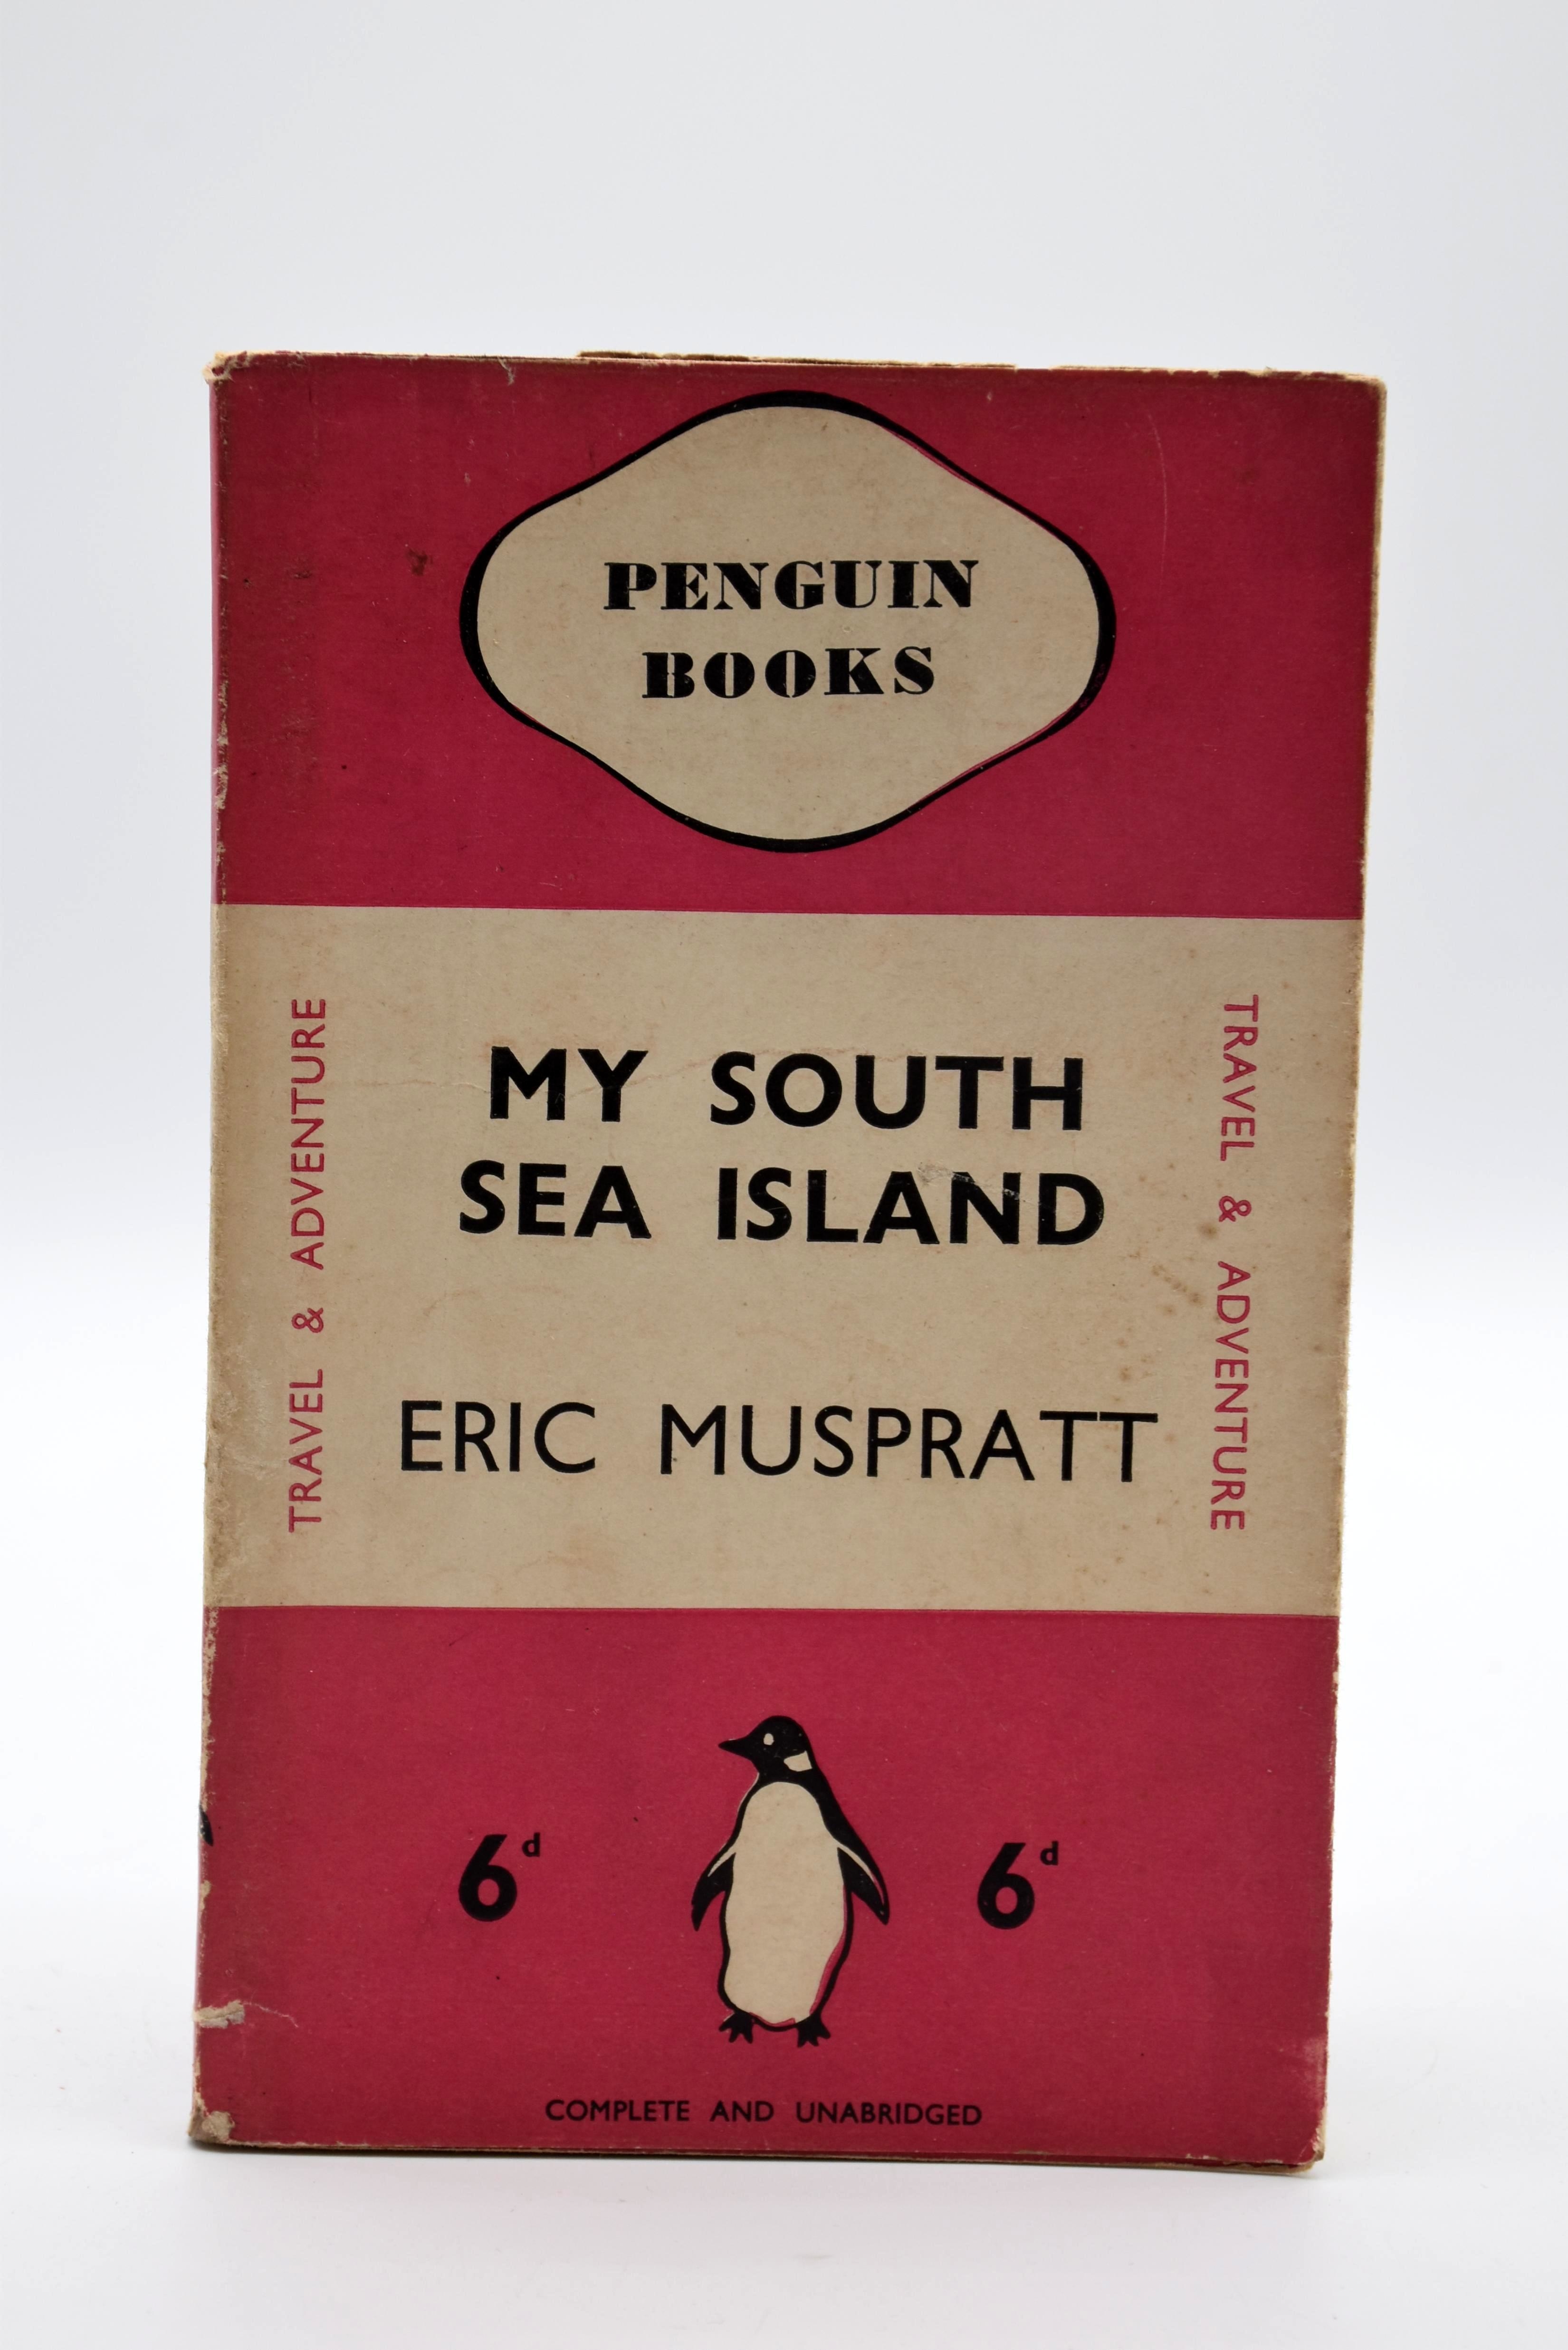 PENGUIN
BOOKS
TRAVEL & ADVENTURE
MY SOUTH
SEA ISLAND
ERIC MUSPRATT
TRAVEL & ADVENTURE
6d
6d
COMPLETE AND UNABRIDGED